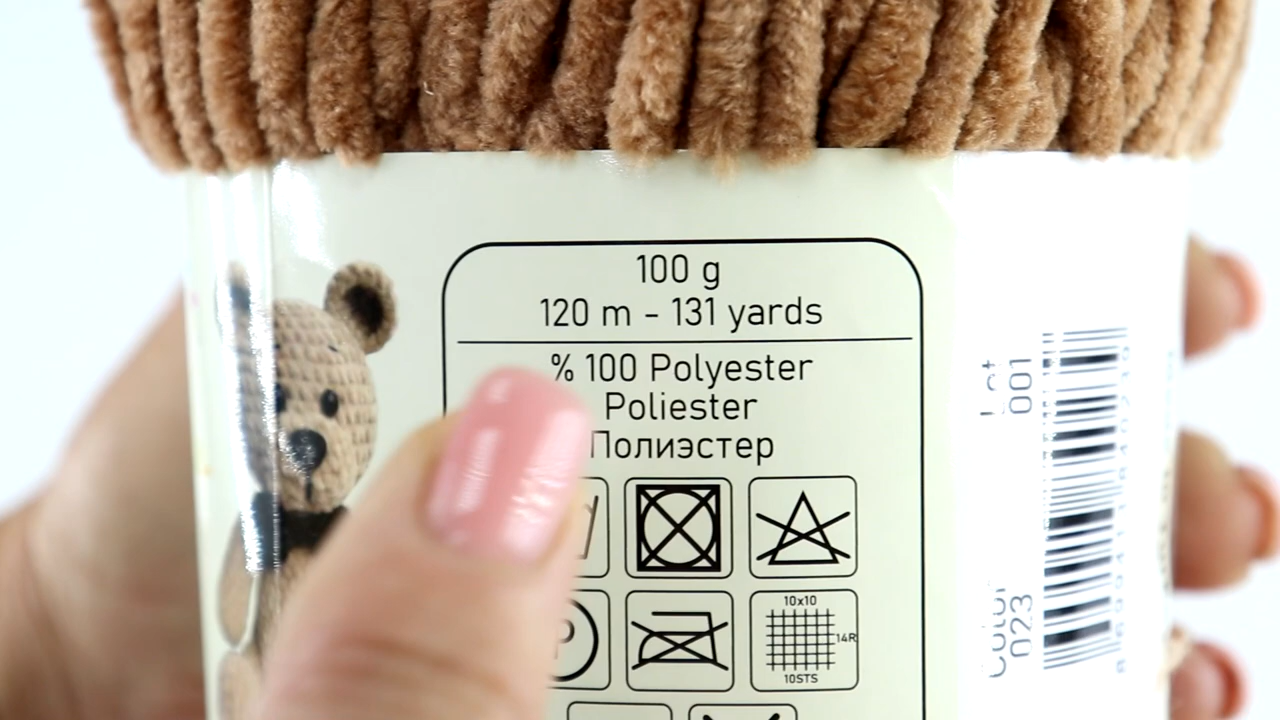 100 g
120 m - 131 yards
% 100 Polyester
Poliester
Полиэстер
P
10x10
14R
10STS
Lot
001
Color
023